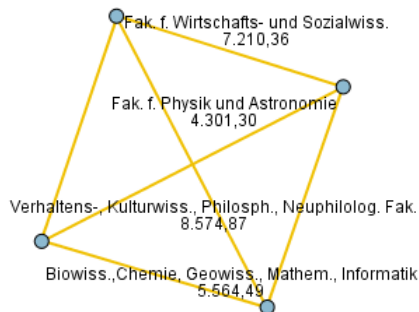 Fak. f. Wirtschafts- und Sozialwiss.
7.210,36
Fak. f. Physik und Astronomie
4.301,30
Verhaltens-, Kulturwiss., Philosph., Neuphilolog. Fak.
8.574,87
Biowiss.,Chemie, Geowiss., Mathem., Informatik
5.564,49